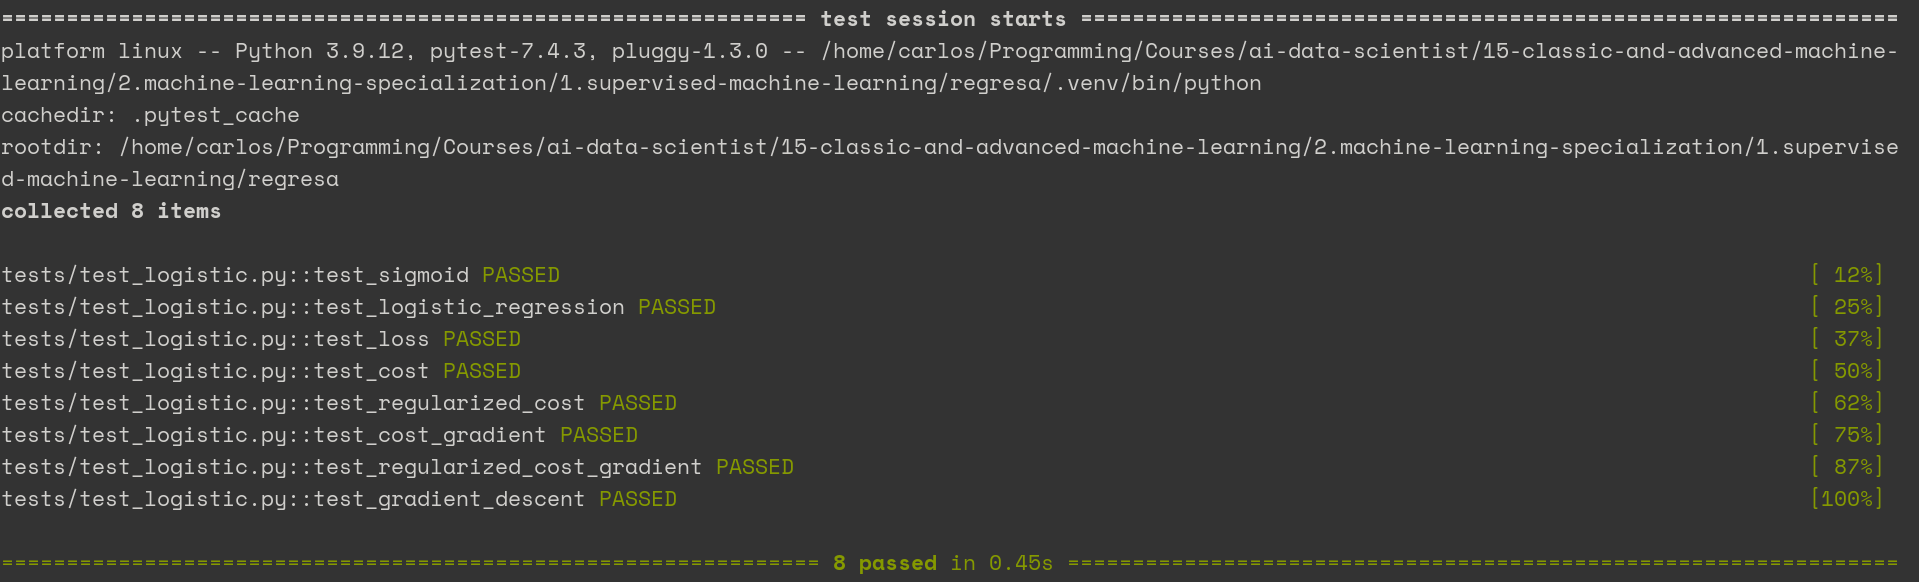 ============================================================== test session starts ===============================================================
platform linux -- Python 3.9.12, pytest-7.4.3, pluggy-1.3.0 -- /home/carlos/Programming/Courses/ai-data-scientist/15-classic-and-advanced-machine-
learning/2.machine-learning-specialization/1.supervised-machine-learning/regresa/.venv/bin/python
cachedir: .pytest_cache
rootdir: /home/carlos/Programming/Courses/ai-data-scientist/15-classic-and-advanced-machine-learning/2.machine-learning-specialization/1.supervise
d-machine-learning/regresa
collected 8 items

tests/test_logistic.py::test_sigmoid PASSED [ 12%]
tests/test_logistic.py::test_logistic_regression PASSED [ 25%]
tests/test_logistic.py::test_loss PASSED [ 37%]
tests/test_logistic.py::test_cost PASSED [ 50%]
tests/test_logistic.py::test_regularized_cost PASSED [ 62%]
tests/test_logistic.py::test_cost_gradient PASSED [ 75%]
tests/test_logistic.py::test_regularized_cost_gradient PASSED [ 87%]
tests/test_logistic.py::test_gradient_descent PASSED [100%]

=============================================================== 8 passed in 0.45s ================================================================